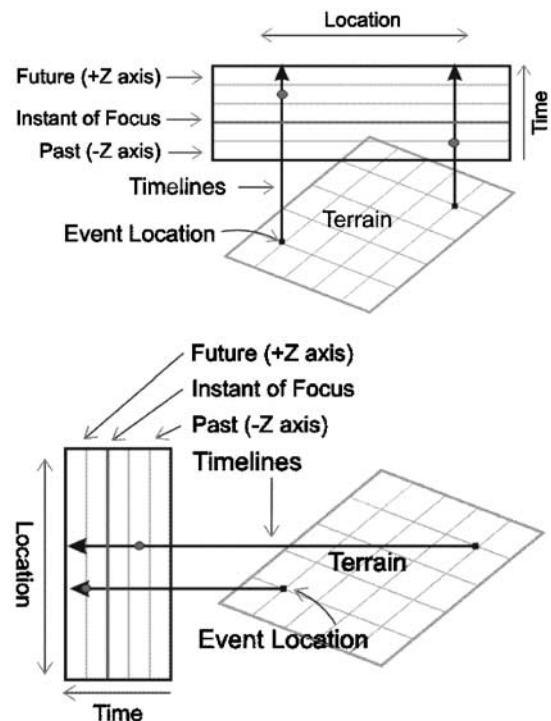 Location
Future (+Z axis)
Instant of Focus
Past (-Z axis)
Time
Timelines
Event Location
Terrain
Future (+Z axis)
Instant of Focus
Past (-Z axis)
Timelines
Location
Terrain
Event Location
Time